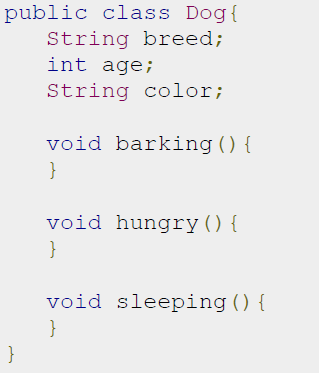 public class Dog{
String breed;
int age;
String color;
void barking(){
}
void hungry(){
}
void sleeping(){
}
}